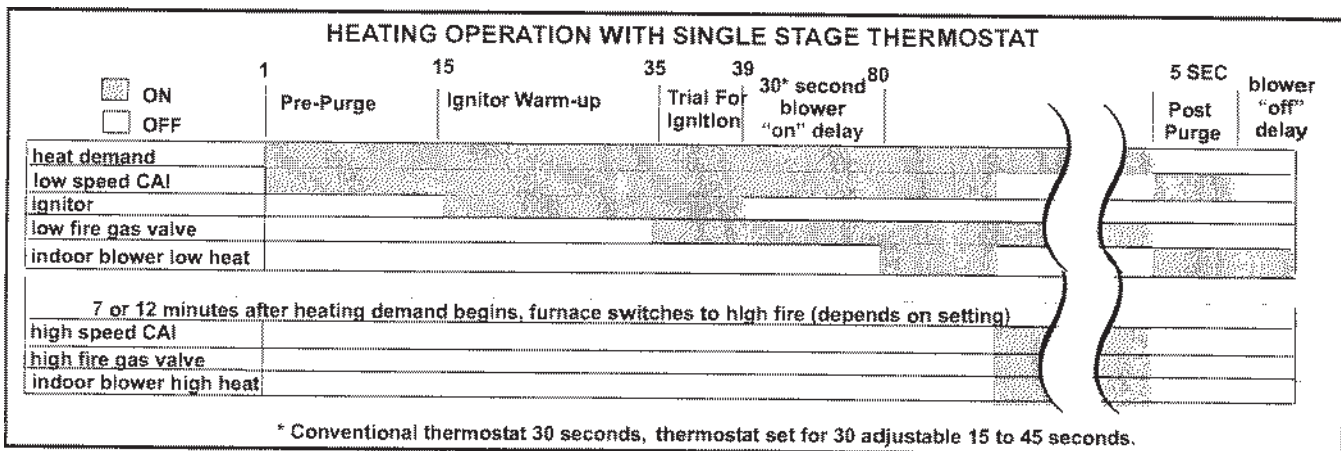 HEATING OPERATION WITH SINGLE STAGE THERMOSTAT
1 15 35 39 80 5 SEC
ON
OFF
Pre-Purge
Ignitor Warm-up
Trial For
Ignition
30* second
blower
"on" delay
Post
Purge
blower
"off"
delay
heat demand
low speed CAI
ignitor
low fire gas valve
indoor blower low heat
7 or 12 minutes after heating demand begins, furnace switches to high fire (depends on setting)
high speed CAI
high fire gas valve
indoor blower high heat
* Conventional thermostat 30 seconds, thermostat set for 30 adjustable 15 to 45 seconds.